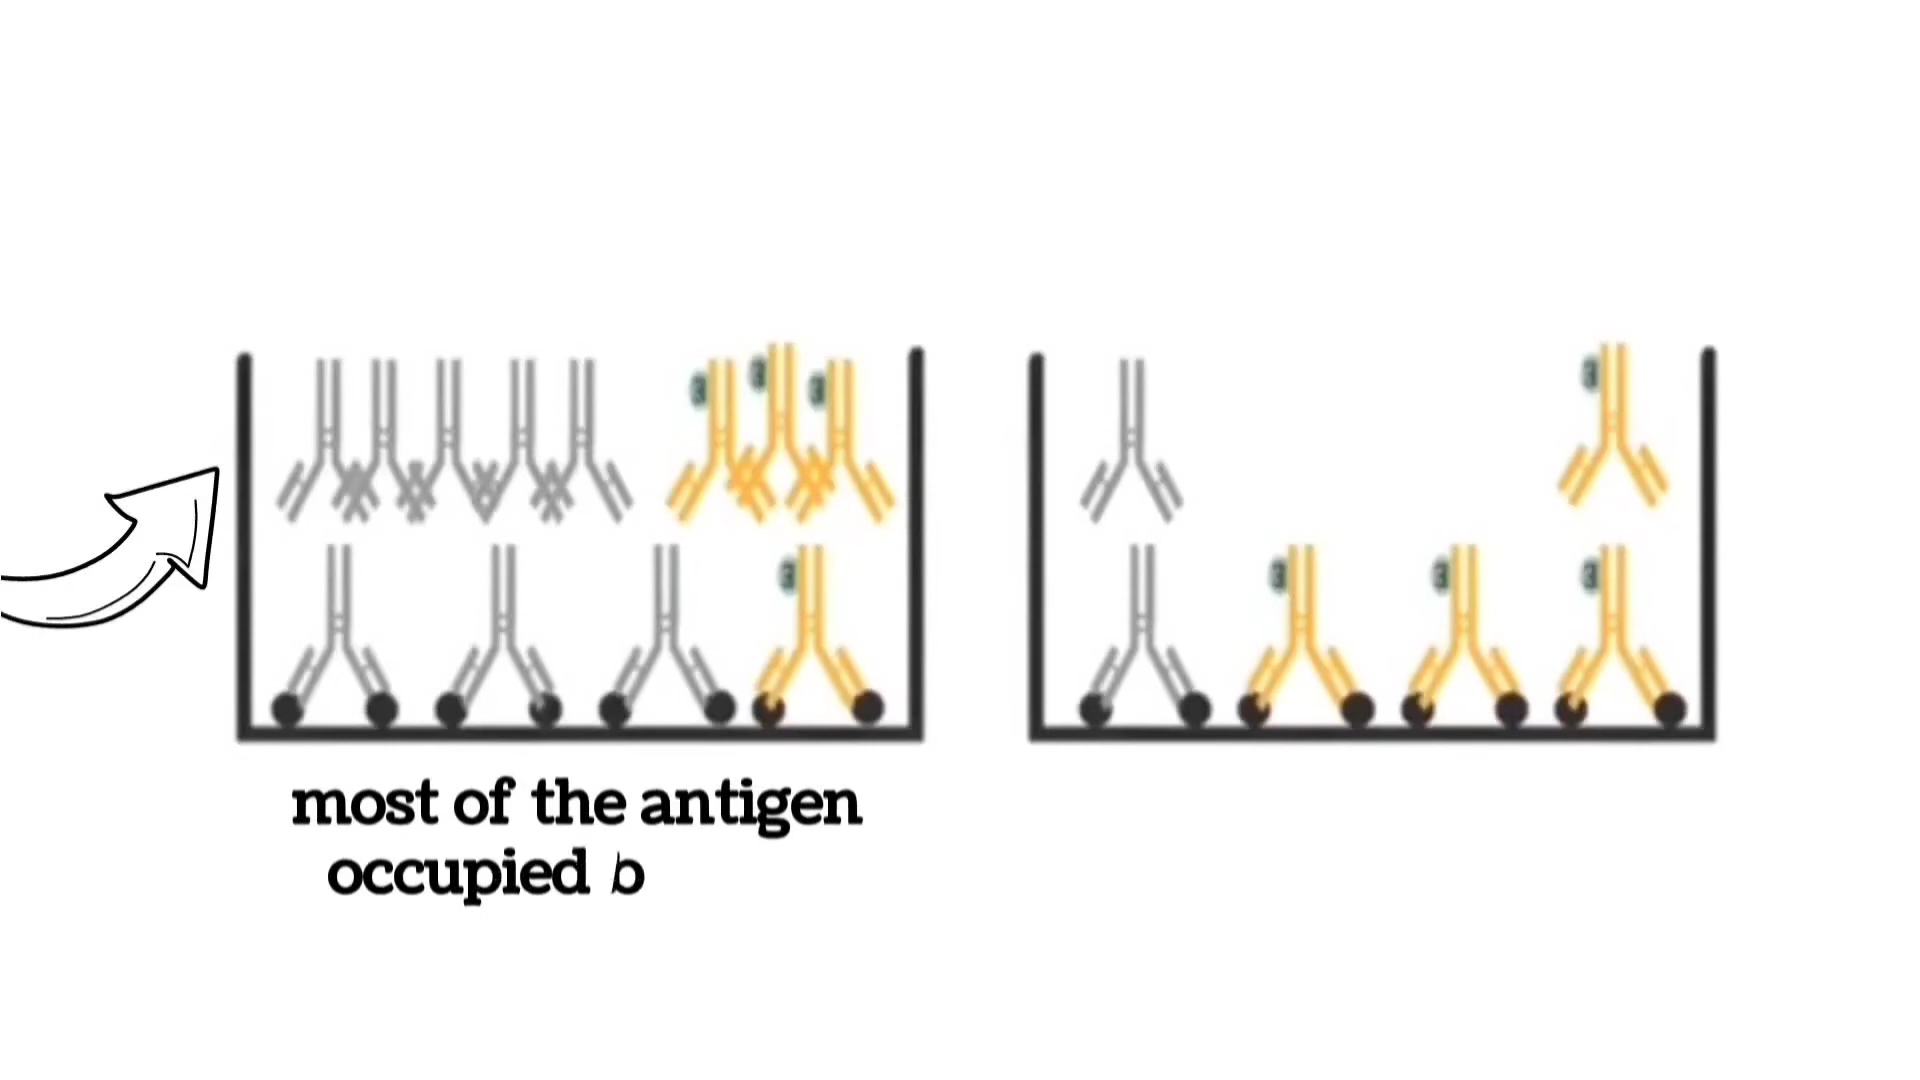 most of the antigen
occupied b